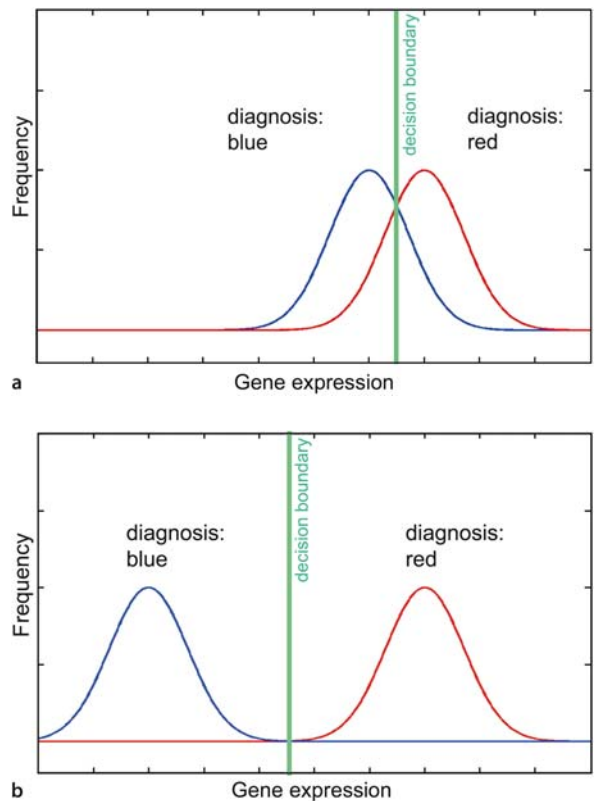 diagnosis:
blue
decision boundary
diagnosis:
red
Frequency
a
Gene expression
diagnosis:
blue
decision boundary
diagnosis:
red
Frequency
b
Gene expression